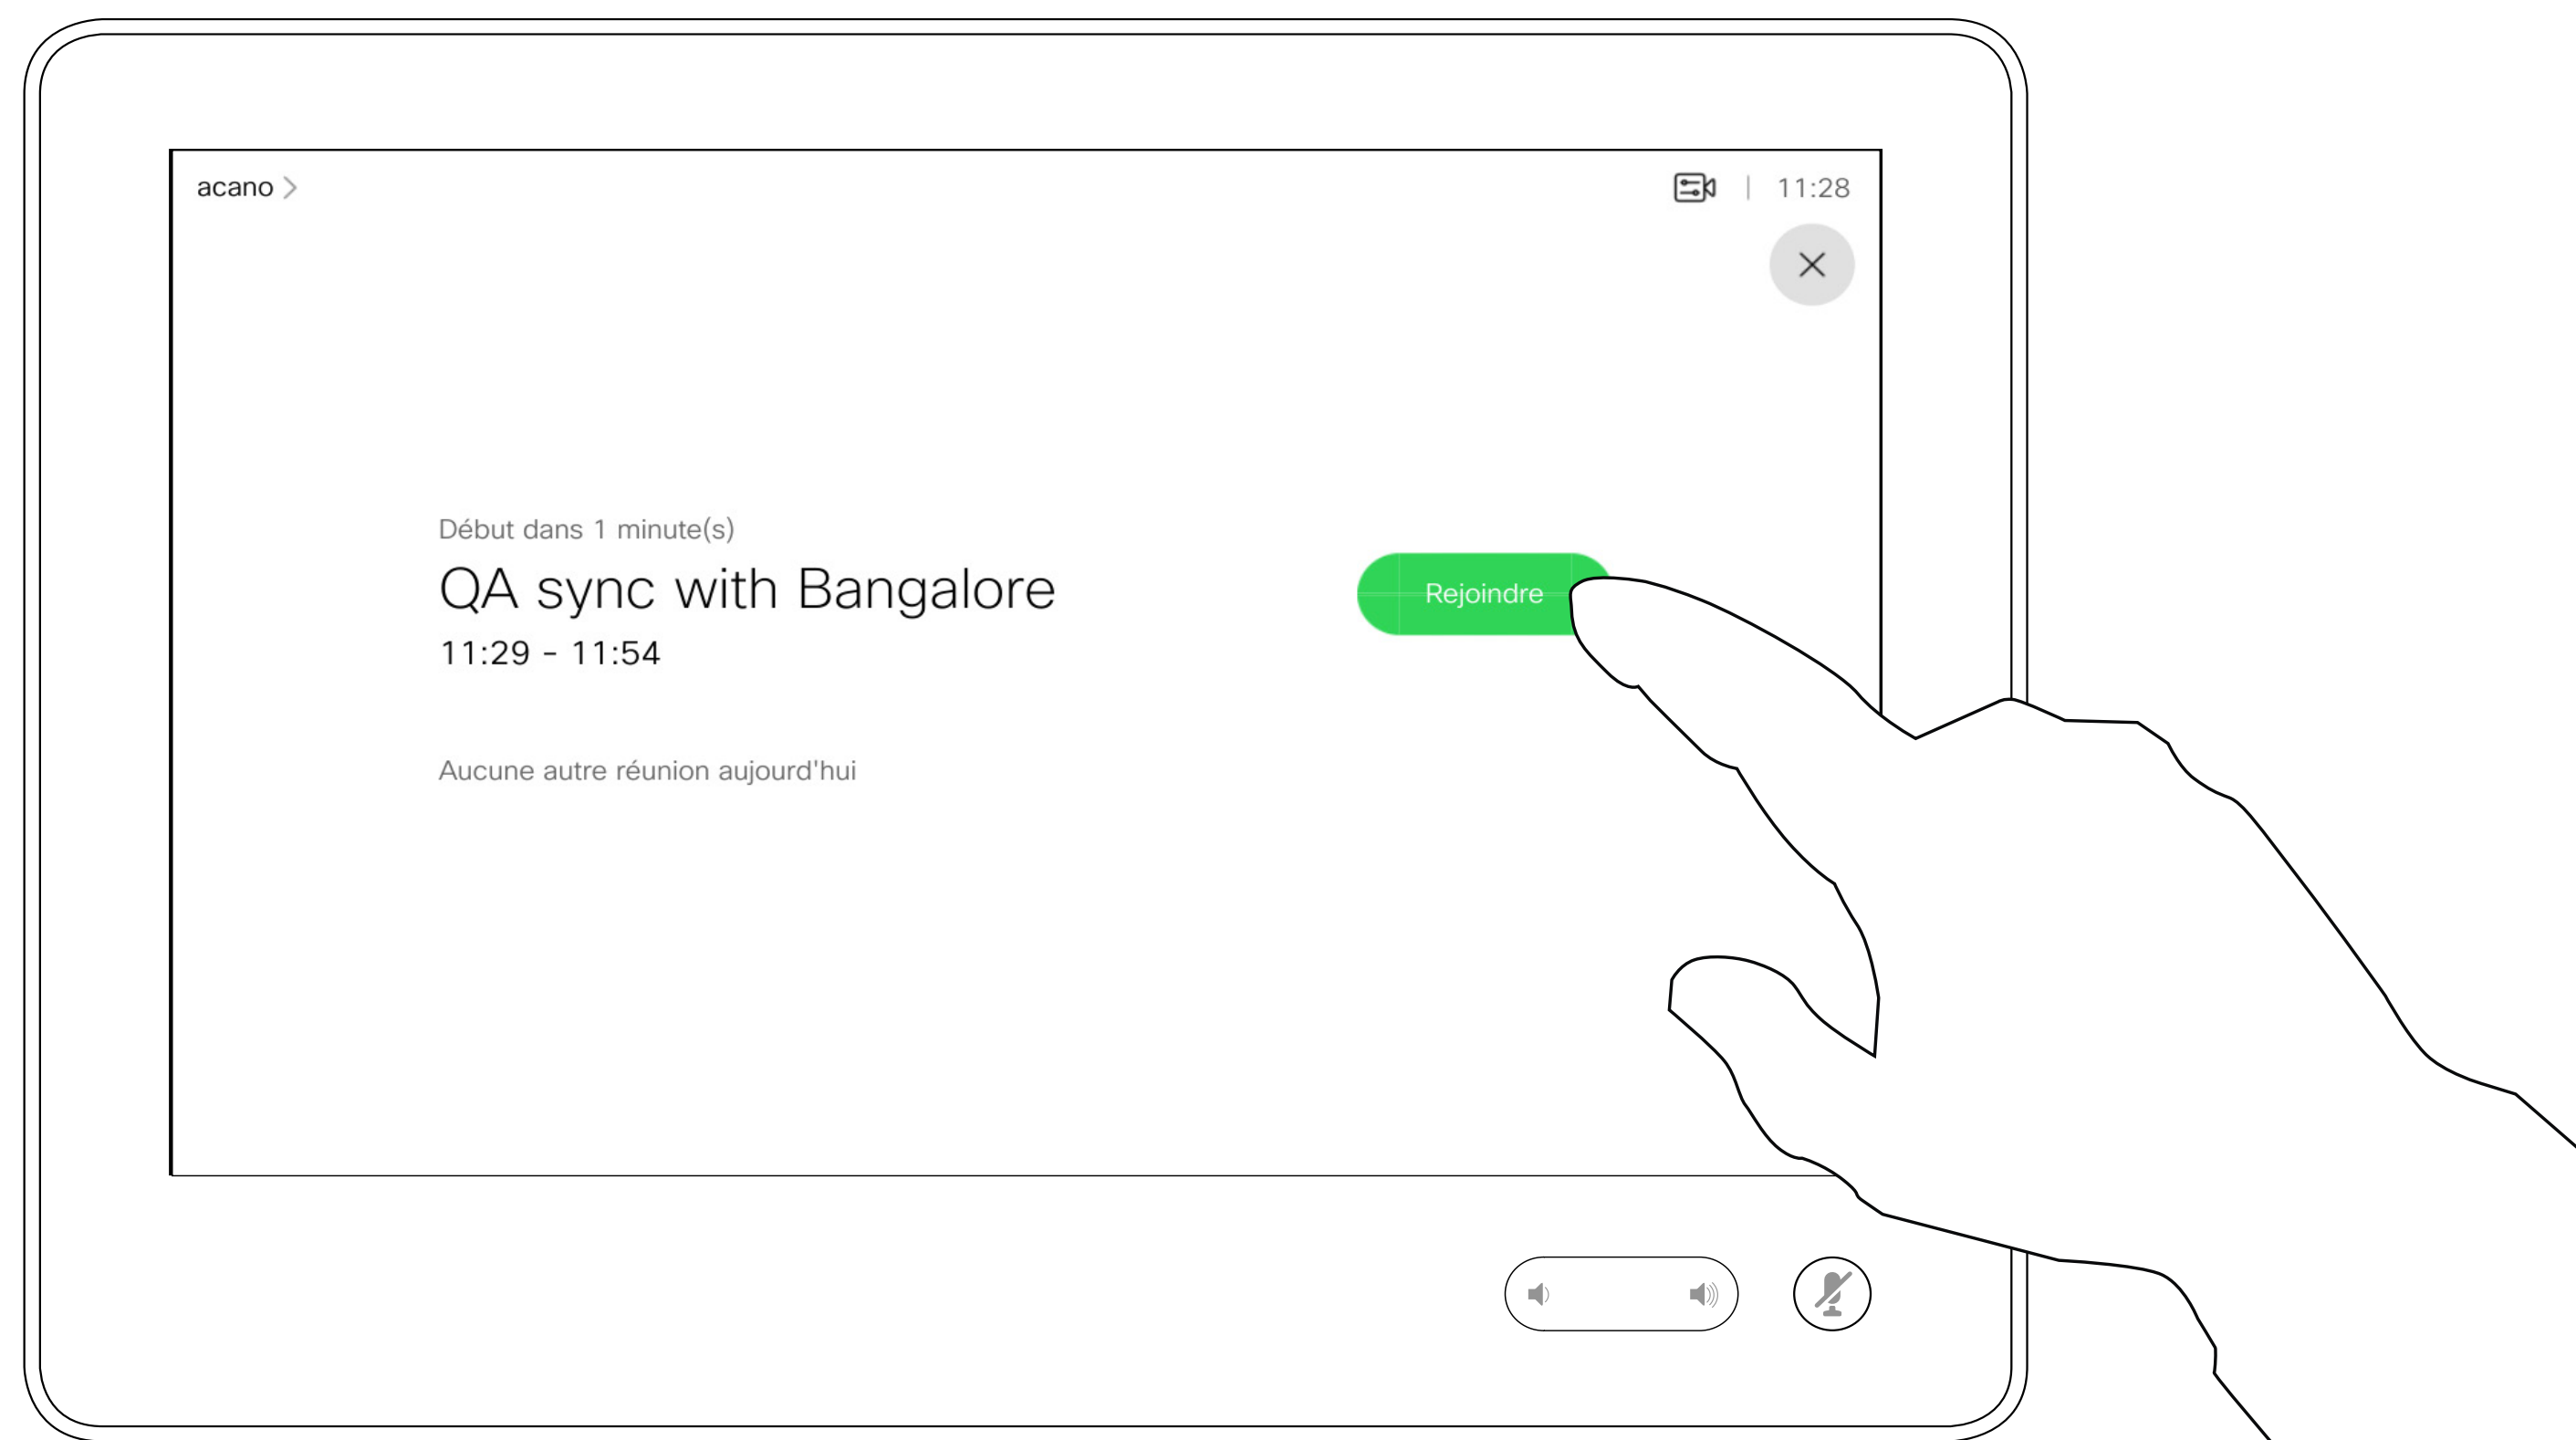 acano
11:28
Début dans 1 minute(s)
QA sync with Bangalore
11:29 - 11:54
Rejoindre
Aucune autre réunion aujourd'hui